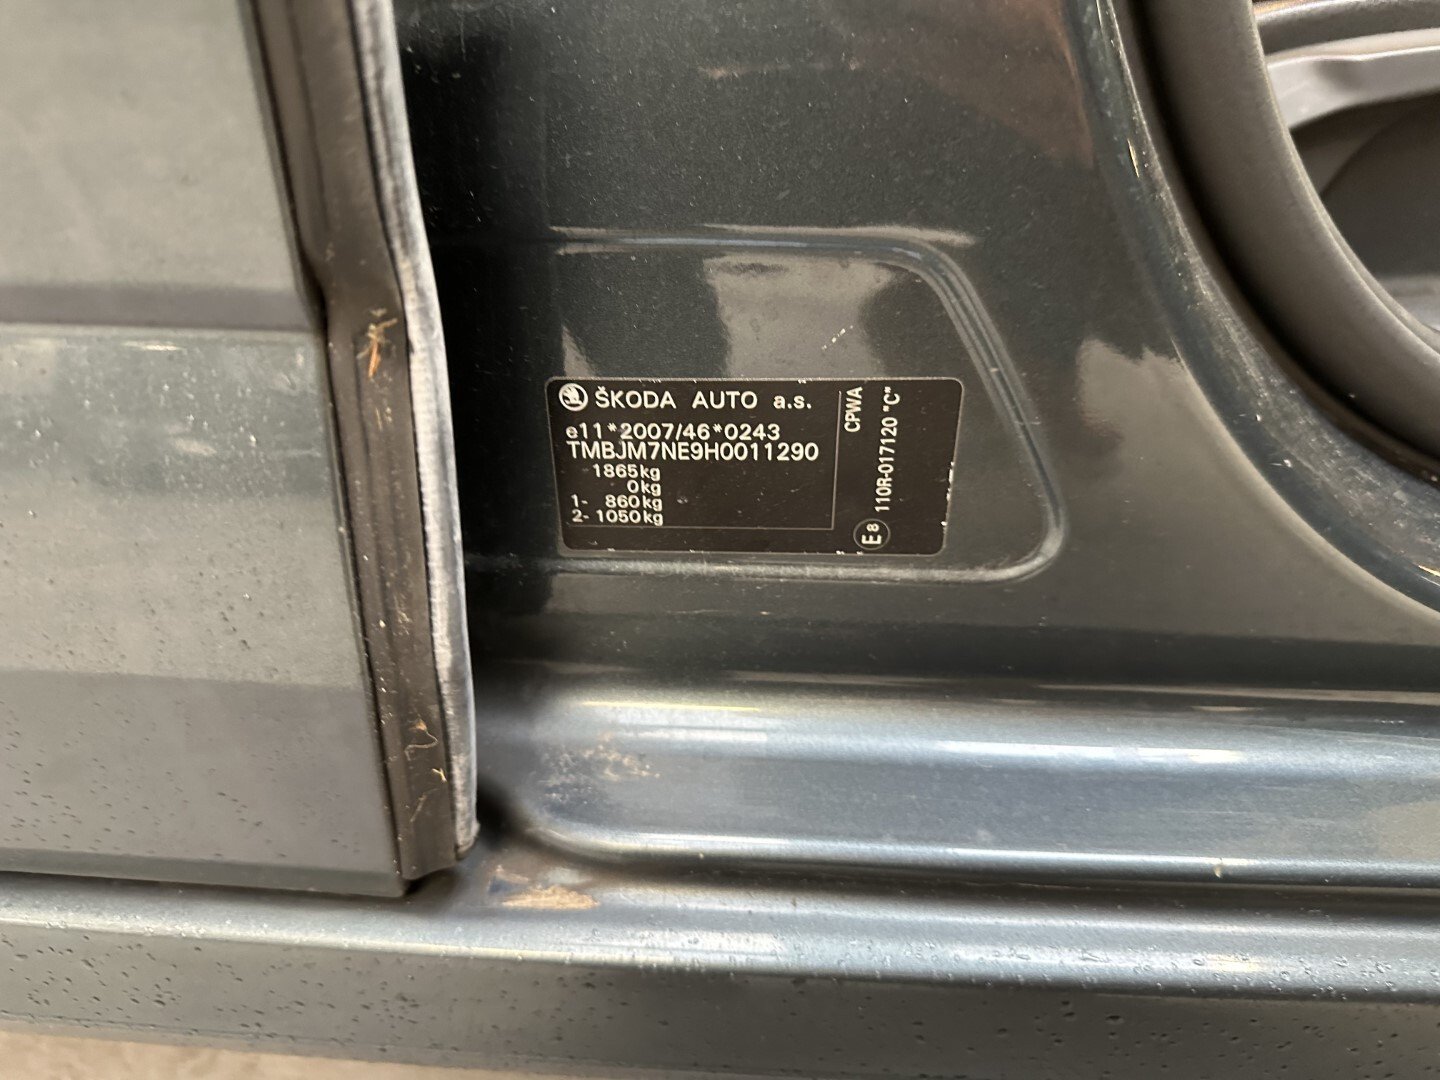 ŠKODA AUTO a.s.
e11*2007/46*0243
TMBJM7NE9H0011290
1865kg
0kg
1- 860kg
2- 1050kg
CPWA
E8 110R-017120 "C"